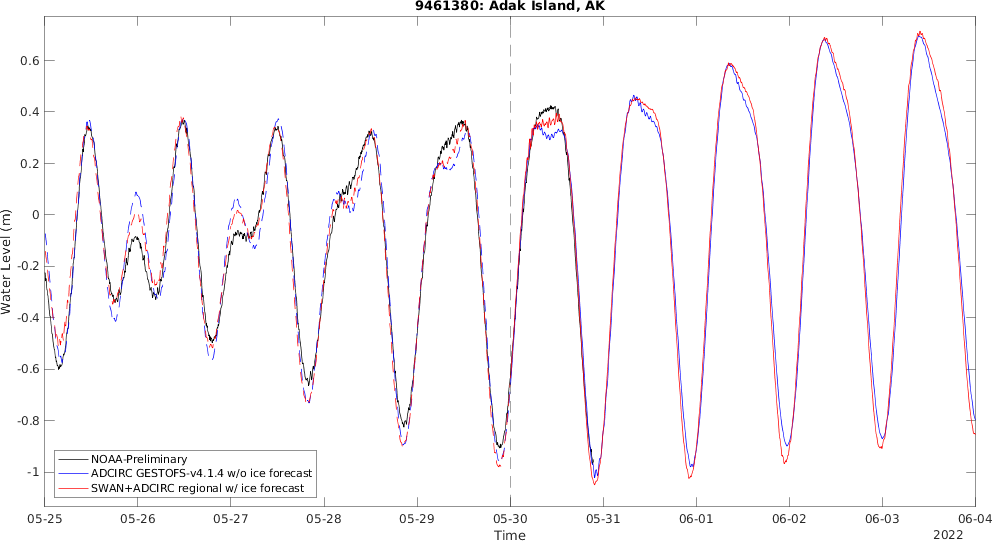 9461380: Adak Island, AK
Water Level (m)
0.6
0.4
0.2
0
-0.2
-0.4
-0.6
-0.8
-1
NOAA-Preliminary
ADCIRC GESTOFS-v4.1.4 w/o ice forecast
SWAN+ADCIRC regional w/ ice forecast
05-25 05-26 05-27 05-28 05-29 05-30 05-31 06-01 06-02 06-03 06-04
Time
2022